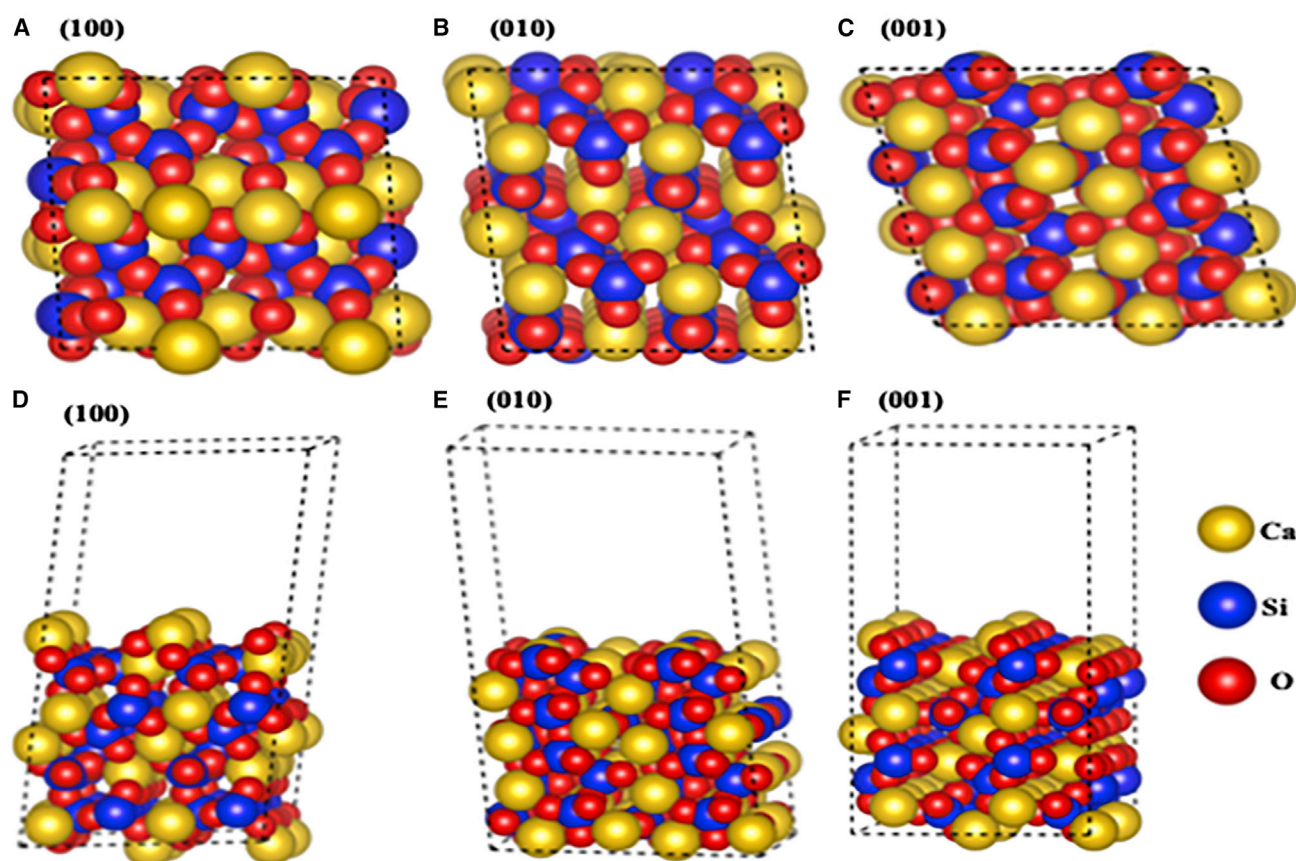 A (100)
B (010)
C (001)
D (100)
E (010)
F (001)
Ca
Si
O